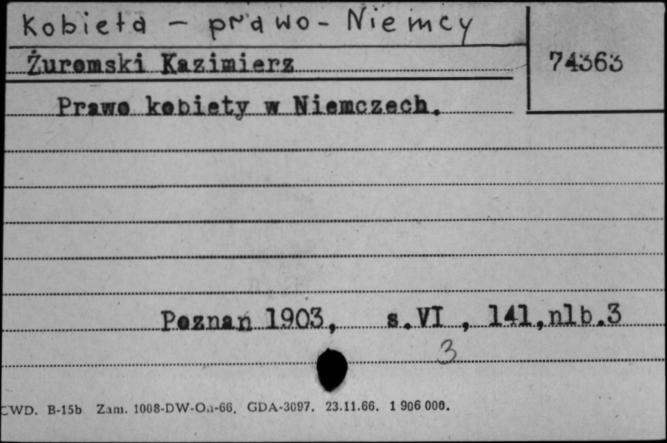 Kobieta - prawo - Niemcy
Żuromski Kazimierz
74363
Prawo kobiety w Niemczech.
Poznan 1903, s.VI , 141,nlb.3
3
CWD. B-15b Zam. 1008-DW-Oa-66. GDA-3097. 23.11.66. 1 906 000.